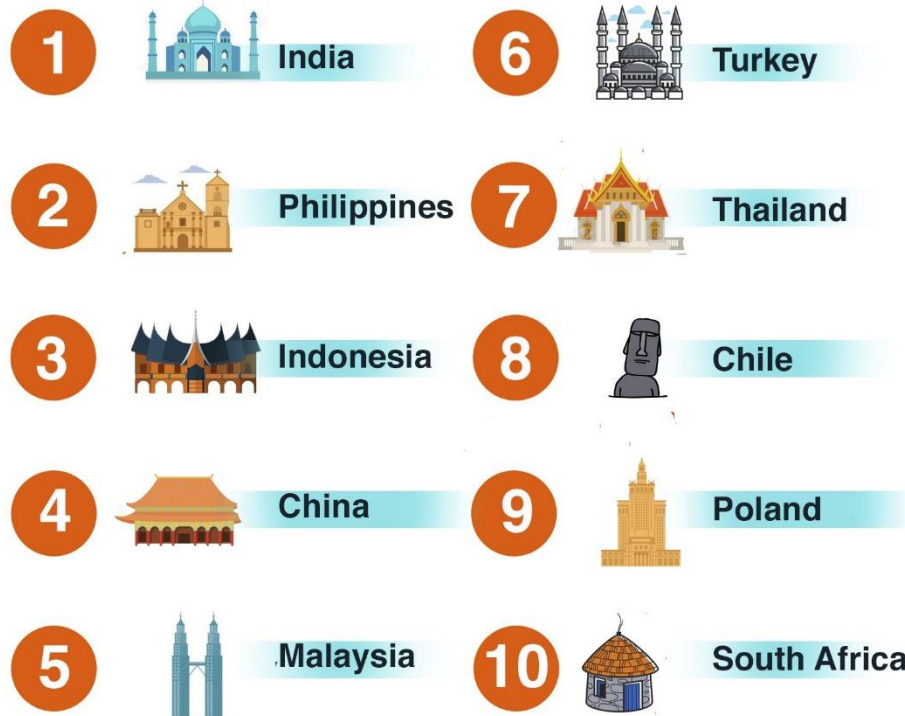 1 India
2 Philippines
3 Indonesia
4 China
5 Malaysia
6 Turkey
7 Thailand
8 Chile
9 Poland
10 South Africa